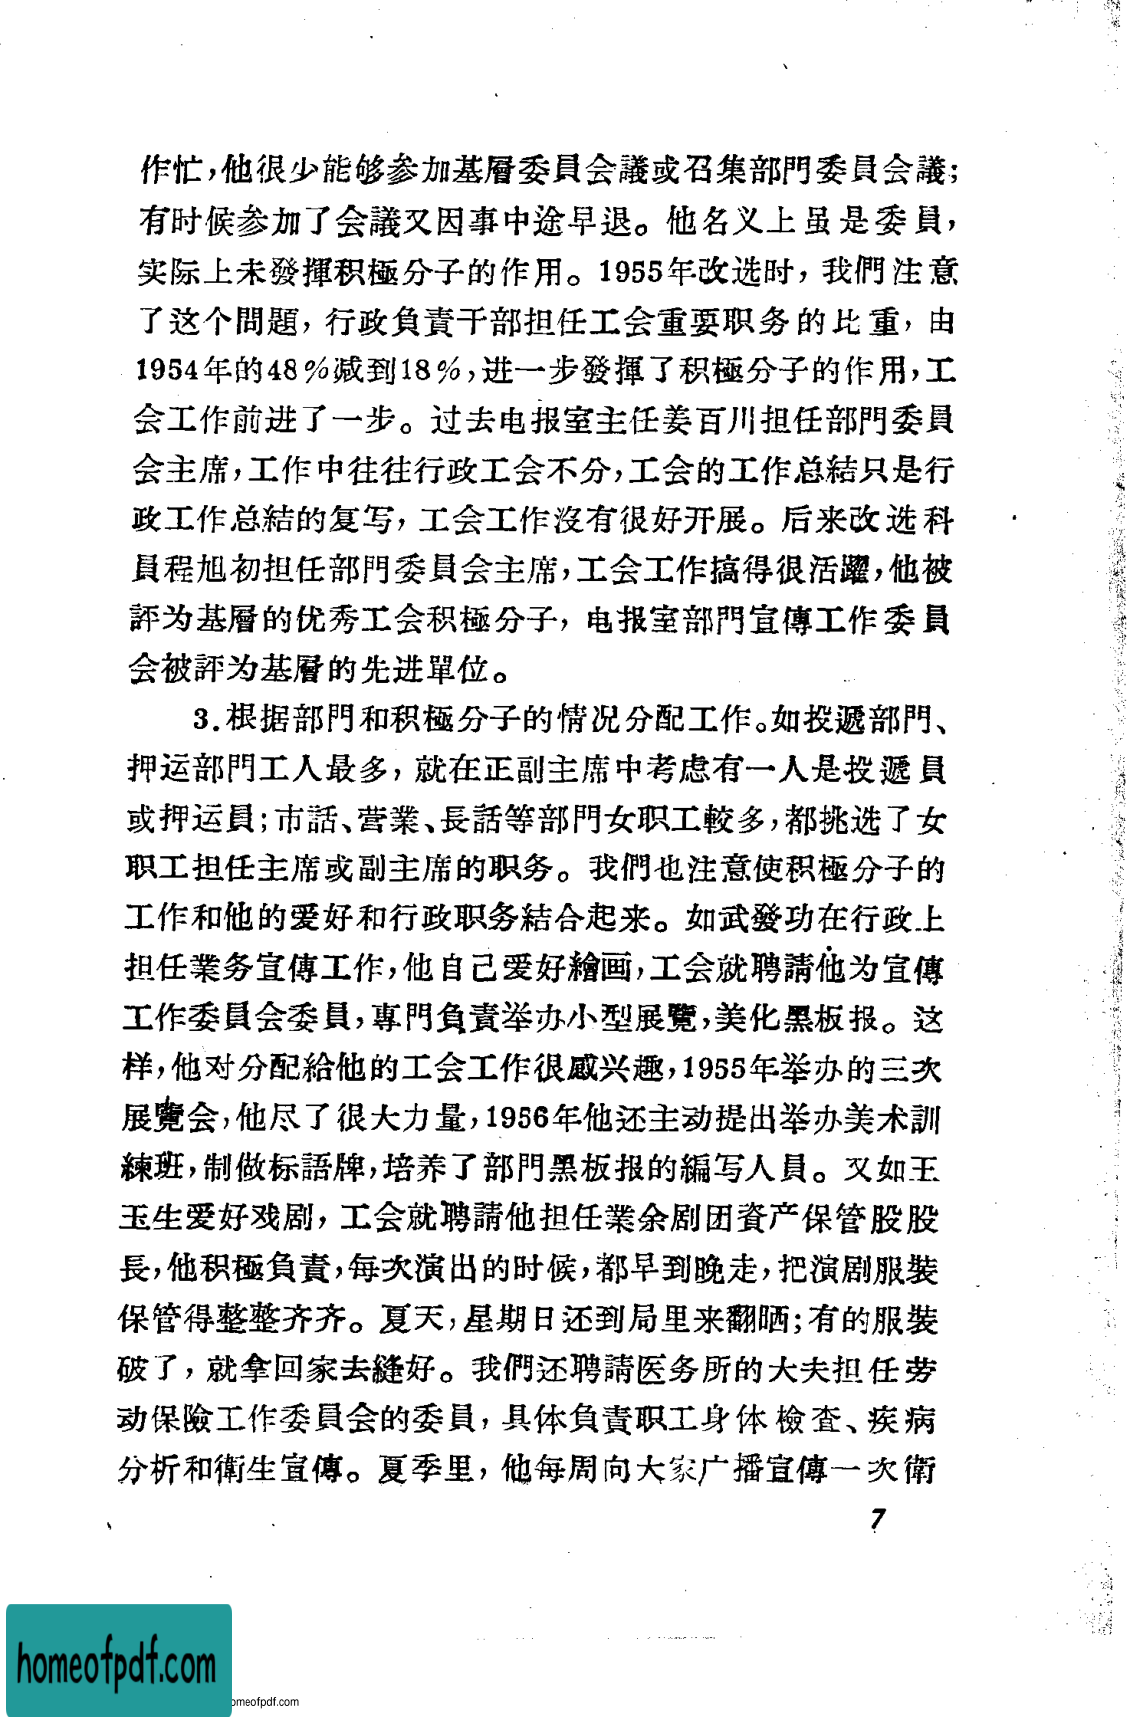 作忙，他很少能够参加基層委員会議或召集部門委員会議；
有时候参加了会議又因事中途早退。他名义上虽是委員，
实际上未發揮积極分子的作用。1955年改选时，我們注意
了这个問題，行政負責干部担任工会重要职务的比重，由
1954年的48％减到18％，进一步發揮了积極分子的作用，工
会工作前进了一步。过去电报室主任姜百川担任部門委員
会主席，工作中往往行政工会不分，工会的工作总結只是行
政工作总結的复写，工会工作沒有很好开展。后来改选科
員程旭初担任部門委員会主席，工会工作搞得很活躍，他被
評为基層的优秀工会积極分子，电报室部門宣傳工作委員
会被評为基層的先进單位。
3.根据部門和积極分子的情况分配工作。如投遞部門、
押运部門工人最多，就在正副主席中考虑有一人是投遞員
或押运員；市話、营業、長話等部門女职工較多，都挑选了女
职工担任主席或副主席的职务。我們也注意使积極分子的
工作和他的爱好和行政职务結合起来。如武發功在行政上
担任業务宣傳工作，他自己爱好繪画，工会就聘請他为宣傳
工作委員会委員，專門負責举办小型展覽，美化黑板报。这
样，他对分配給他的工会工作很感兴趣，1955年举办的三次
展覽会，他尽了很大力量，1956年他还主动提出举办美术訓
練班，制做标語牌，培养了部門黑板报的編写人員。又如王
玉生爱好戏剧，工会就聘請他担任業余剧团資产保管股股
長，他积極負責，每次演出的时候，都早到晚走，把演剧服裝
保管得整整齐齐。夏天，星期日还到局里来翻晒；有的服裝
破了，就拿回家去縫好。我們还聘請医务所的大夫担任劳
动保險工作委員会的委員，具体負責职工身体檢查、疾病
分析和衛生宣傳。夏季里，他每周向大家广播宣傳一次衛
7
homeofpdf.com
omeofpdf.com